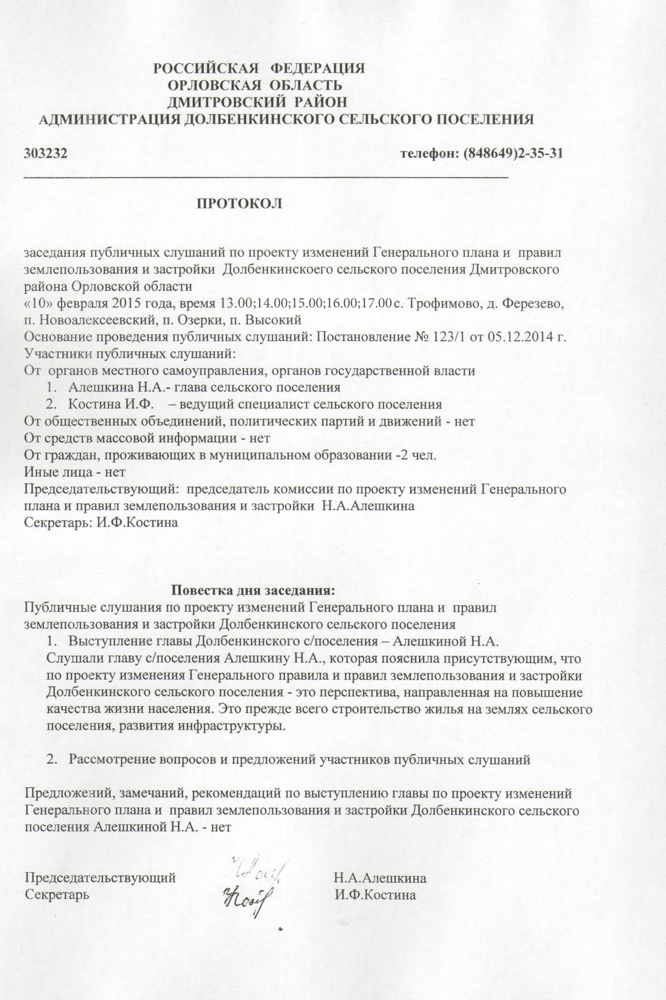 РОССИЙСКАЯ ФЕДЕРАЦИЯ
ОРЛОВСКАЯ ОБЛАСТЬ
ДМИТРОВСКИЙ РАЙОН
АДМИНИСТРАЦИЯ ДОЛБЕНКИНСКОГО СЕЛЬСКОГО ПОСЕЛЕНИЯ
303232 телефон: (848649)2-35-31
ПРОТОКОЛ
заседания публичных слушаний по проекту изменений Генерального плана и правил
землепользования и застройки Долбенкинскоего сельского поселения Дмитровского
района Орловской области
«10» февраля 2015 года, время 13.00;14.00;15.00;16.00;17.00 с. Трофимово, д. Ферезево,
п. Новоалексеевский, п. Озерки, п. Высокий
Основание проведения публичных слушаний: Постановление № 123/1 от 05.12.2014 г.
Участники публичных слушаний:
От органов местного самоуправления, органов государственной власти
1. Алешкина Н.А.- глава сельского поселения
2. Костина И.Ф. – ведущий специалист сельского поселения
От общественных объединений, политических партий и движений - нет
От средств массовой информации - нет
От граждан, проживающих в муниципальном образовании -2 чел.
Иные лица - нет
Председательствующий: председатель комиссии по проекту изменений Генерального
плана и правил землепользования и застройки Н.А.Алешкина
Секретарь: И.Ф.Костина
Повестка дня заседания:
Публичные слушания по проекту изменений Генерального плана и правил
землепользования и застройки Долбенкинского сельского поселения
1. Выступление главы Долбенкинского с/поселения – Алешкиной Н.А.
Слушали главу с/поселения Алешкину Н.А., которая пояснила присутствующим, что
по проекту изменения Генерального правила и правил землепользования и застройки
Долбенкинского сельского поселения - это перспектива, направленная на повышение
качества жизни населения. Это прежде всего строительство жилья на землях сельского
поселения, развития инфраструктуры.
2. Рассмотрение вопросов и предложений участников публичных слушаний
Предложений, замечаний, рекомендаций по выступлению главы по проекту изменений
Генерального плана и правил землепользования и застройки Долбенкинского сельского
поселения Алешкиной Н.А. - нет
Председательствующий Н.А.Алешкина
Секретарь И.Ф.Костина